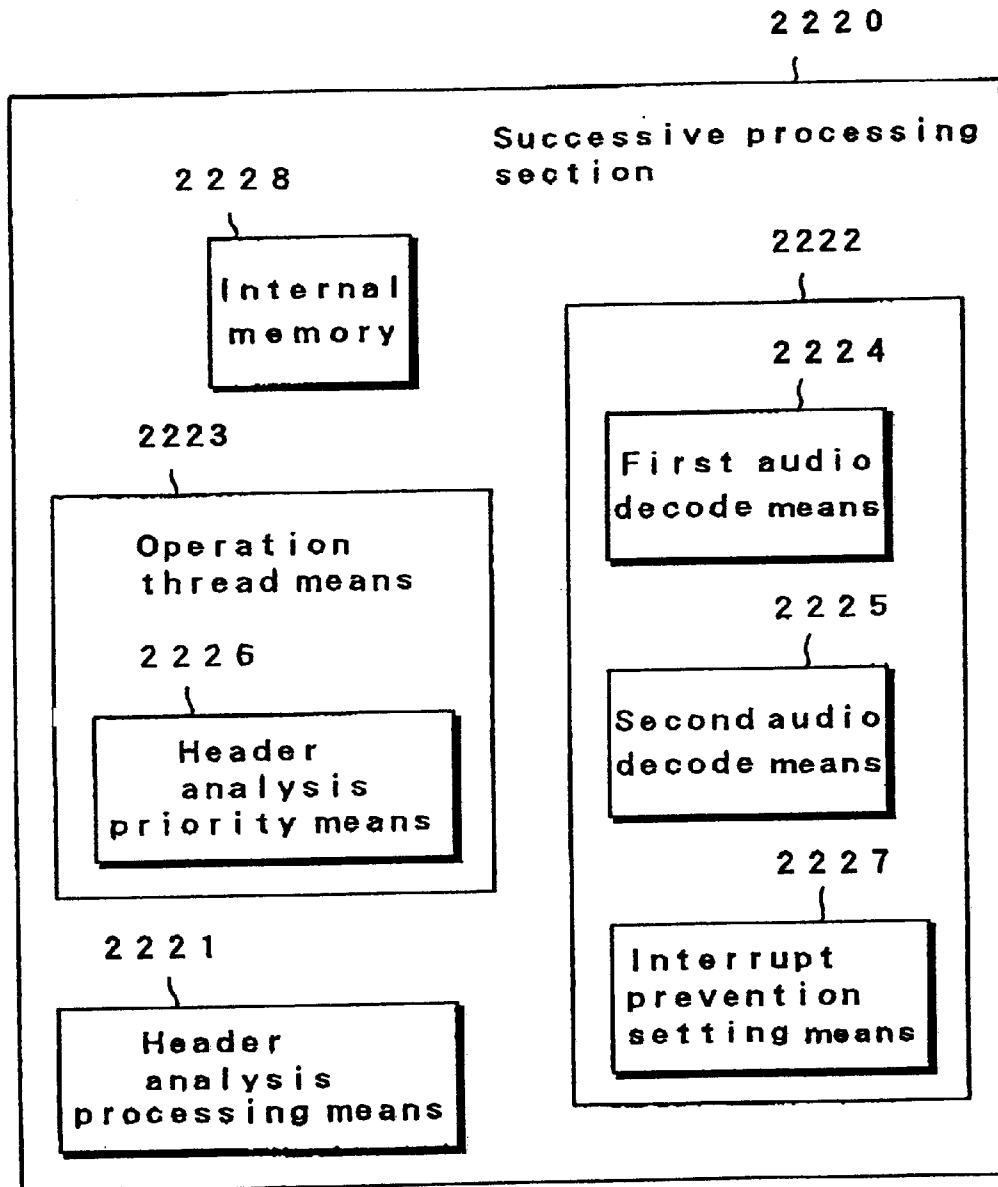 2220
Successive processing
section
2228
Internal
memory
2222
2224
First audio
decode means
2223
Operation
thread means
2225
Second audio
decode means
2226
Header
analysis
priority means
2227
Interrupt
prevention
setting means
2221
Header
analysis
processing means